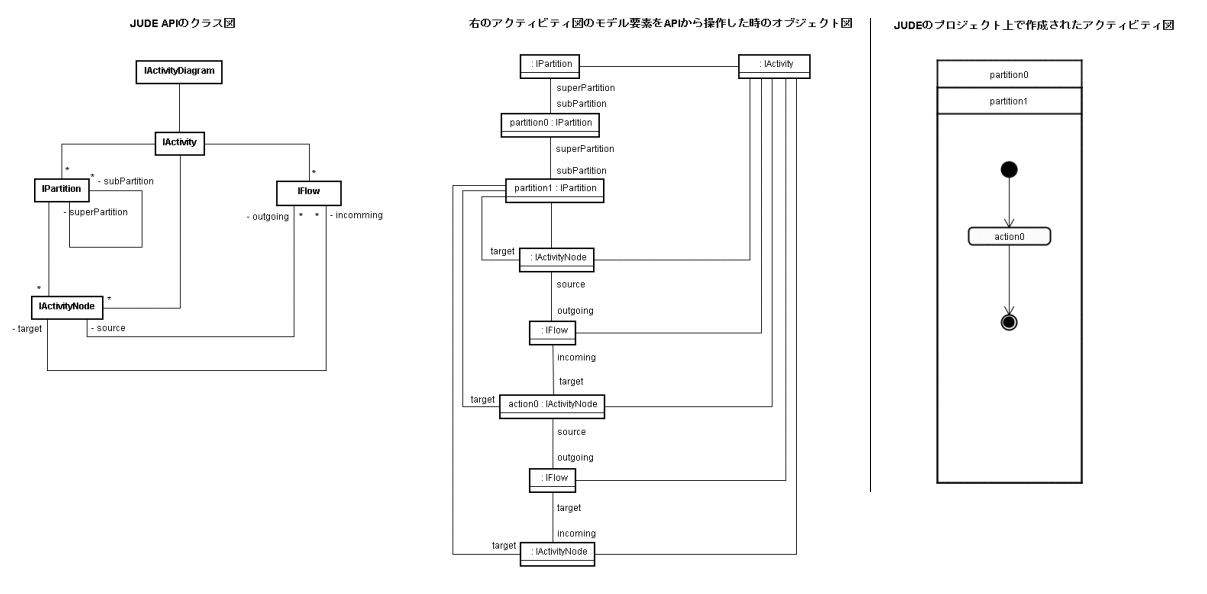 JUDE APIのクラス図
IActivityDiagram
IActivity
*
IPartition
* - subPartition
- superPartition
*
IFlow
- outgoing * * - incomming
*
IActivityNode
*
- target
- source
右のアクティビティ図のモデル要素をAPIから操作した時のオブジェクト図
: IPartition
: IActivity
superPartition
subPartition
partition0 : IPartition
superPartition
subPartition
partition1 : IPartition
target
: IActivityNode
source
outgoing
: IFlow
incoming
target
target
action0 : IActivityNode
source
outgoing
: IFlow
target
incoming
target
: IActivityNode
JUDEのプロジェクト上で作成されたアクティビティ図
partition0
partition1
action0